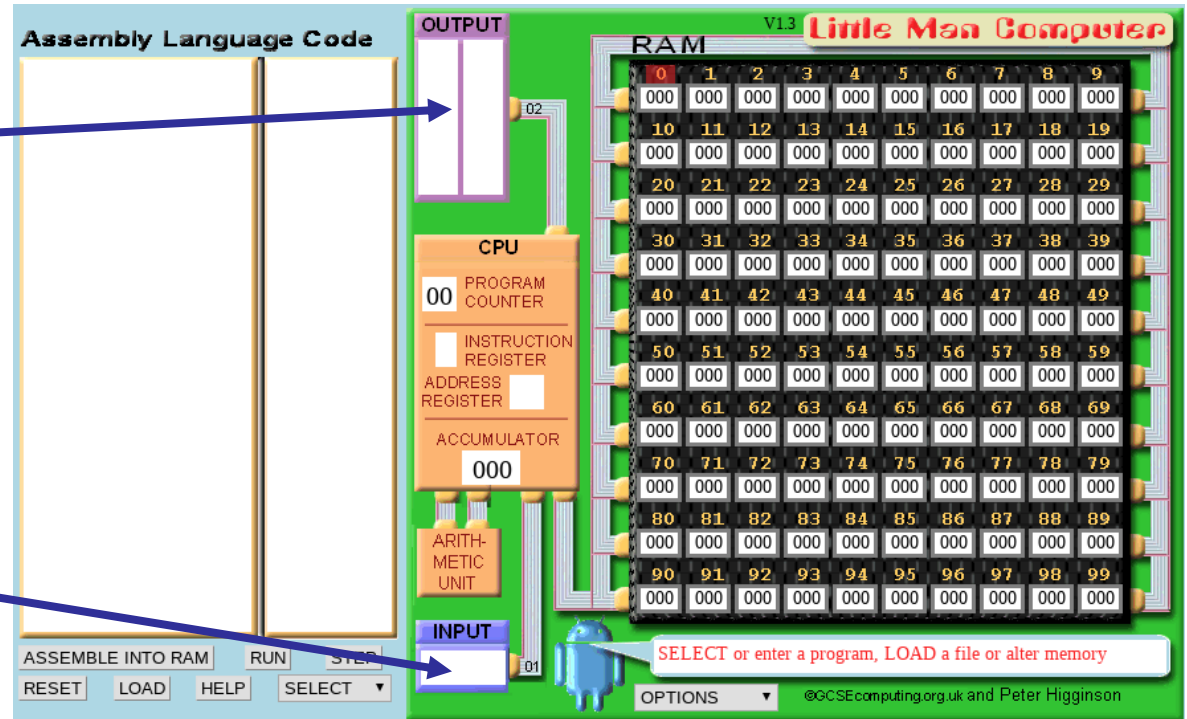 Assembly Language Code
OUTPUT
V1.3
Little Man Computer
RAM
0 1 2 3 4 5 6 7 8 9
000 000 000 000 000 000 000 000 000 000
02
10 11 12 13 14 15 16 17 18 19
000 000 000 000 000 000 000 000 000 000
20 21 22 23 24 25 26 27 28 29
000 000 000 000 000 000 000 000 000 000
30 31 32 33 34 35 36 37 38 39
000 000 000 000 000 000 000 000 000 000
40 41 42 43 44 45 46 47 48 49
000 000 000 000 000 000 000 000 000 000
50 51 52 53 54 55 56 57 58 59
000 000 000 000 000 000 000 000 000 000
60 61 62 63 64 65 66 67 68 69
000 000 000 000 000 000 000 000 000 000
70 71 72 73 74 75 76 77 78 79
000 000 000 000 000 000 000 000 000 000
80 81 82 83 84 85 86 87 88 89
000 000 000 000 000 000 000 000 000 000
90 91 92 93 94 95 96 97 98 99
000 000 000 000 000 000 000 000 000 000
CPU
00
PROGRAM
COUNTER
INSTRUCTION
REGISTER
ADDRESS
REGISTER
ACCUMULATOR
000
ARITH-
METIC
UNIT
INPUT
01
SELECT or enter a program, LOAD a file or alter memory
ASSEMBLE INTO RAM
RUN
STEP
RESET
LOAD
HELP
SELECT
OPTIONS
©GCSEcomputing.org.uk and Peter Higginson